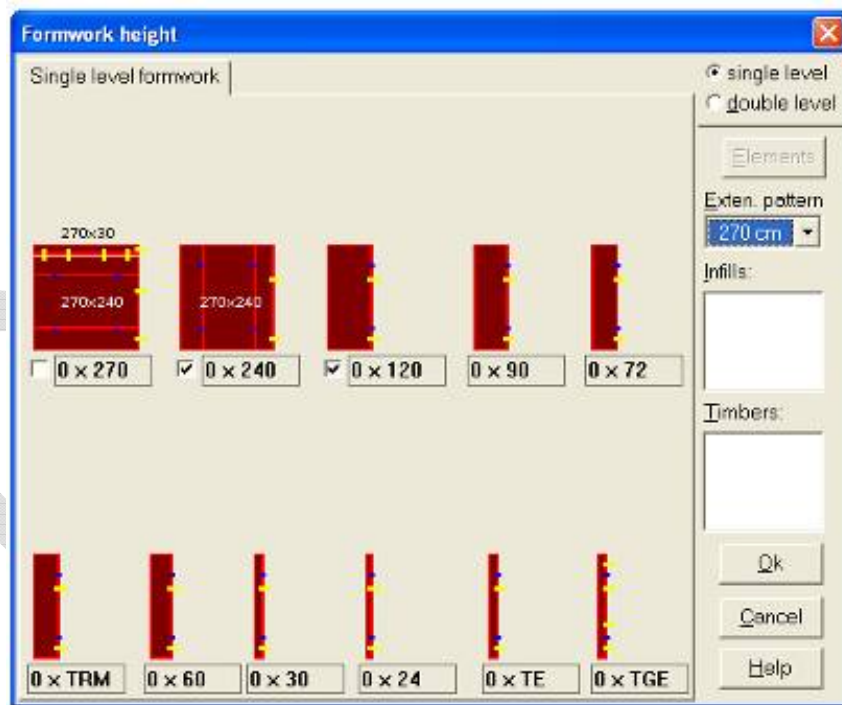 Formwork height
Single level formwork
single level
double level
Elements
Exten. pattern
270 cm
Infills:
Timbers:
270x30
270x240
270x240
0 x 270
0 x 240
0 x 120
0 x 90
0 x 72
0 x TRM
0 x 60
0 x 30
0 x 24
0 x TE
0 x TGE
Ok
Cancel
Help